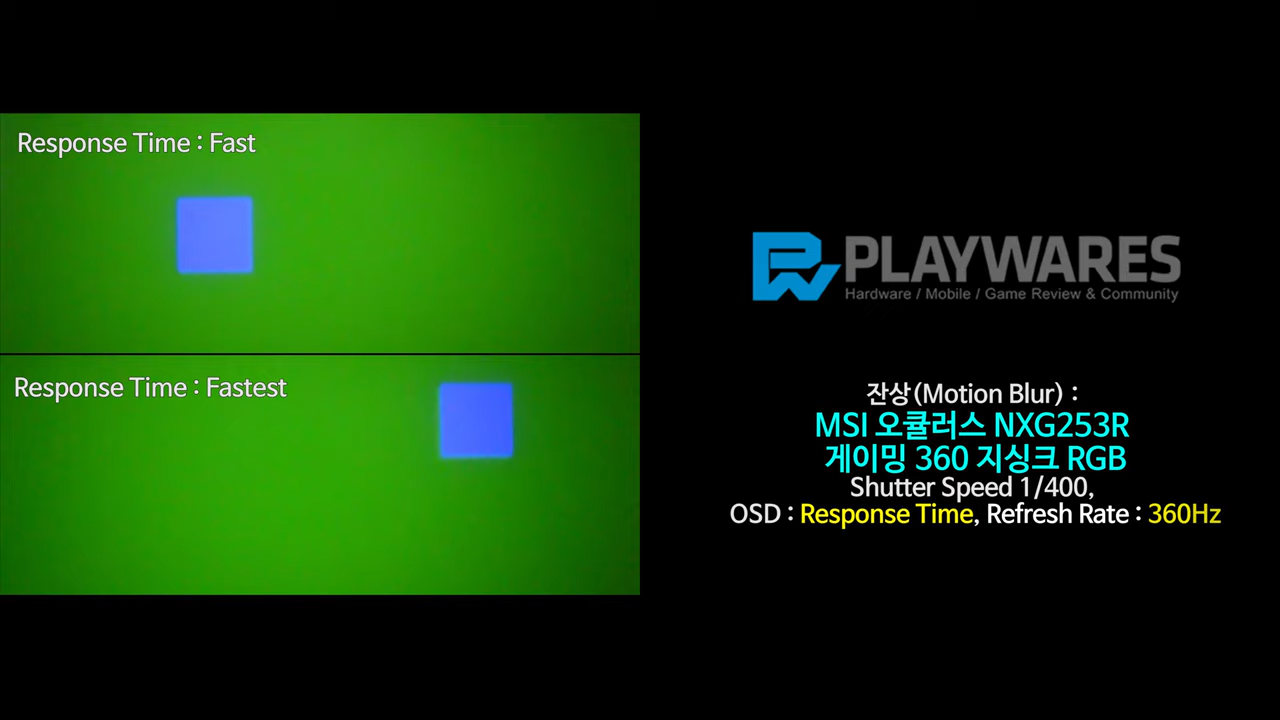 Response Time : Fast
Response Time : Fastest
PLAYWARES
Hardware / Mobile / Game Review & Community
잔상(Motion Blur) :
MSI 오큘러스 NXG253R
게이밍 360 지싱크 RGB
Shutter Speed 1/400,
OSD : Response Time, Refresh Rate : 360Hz